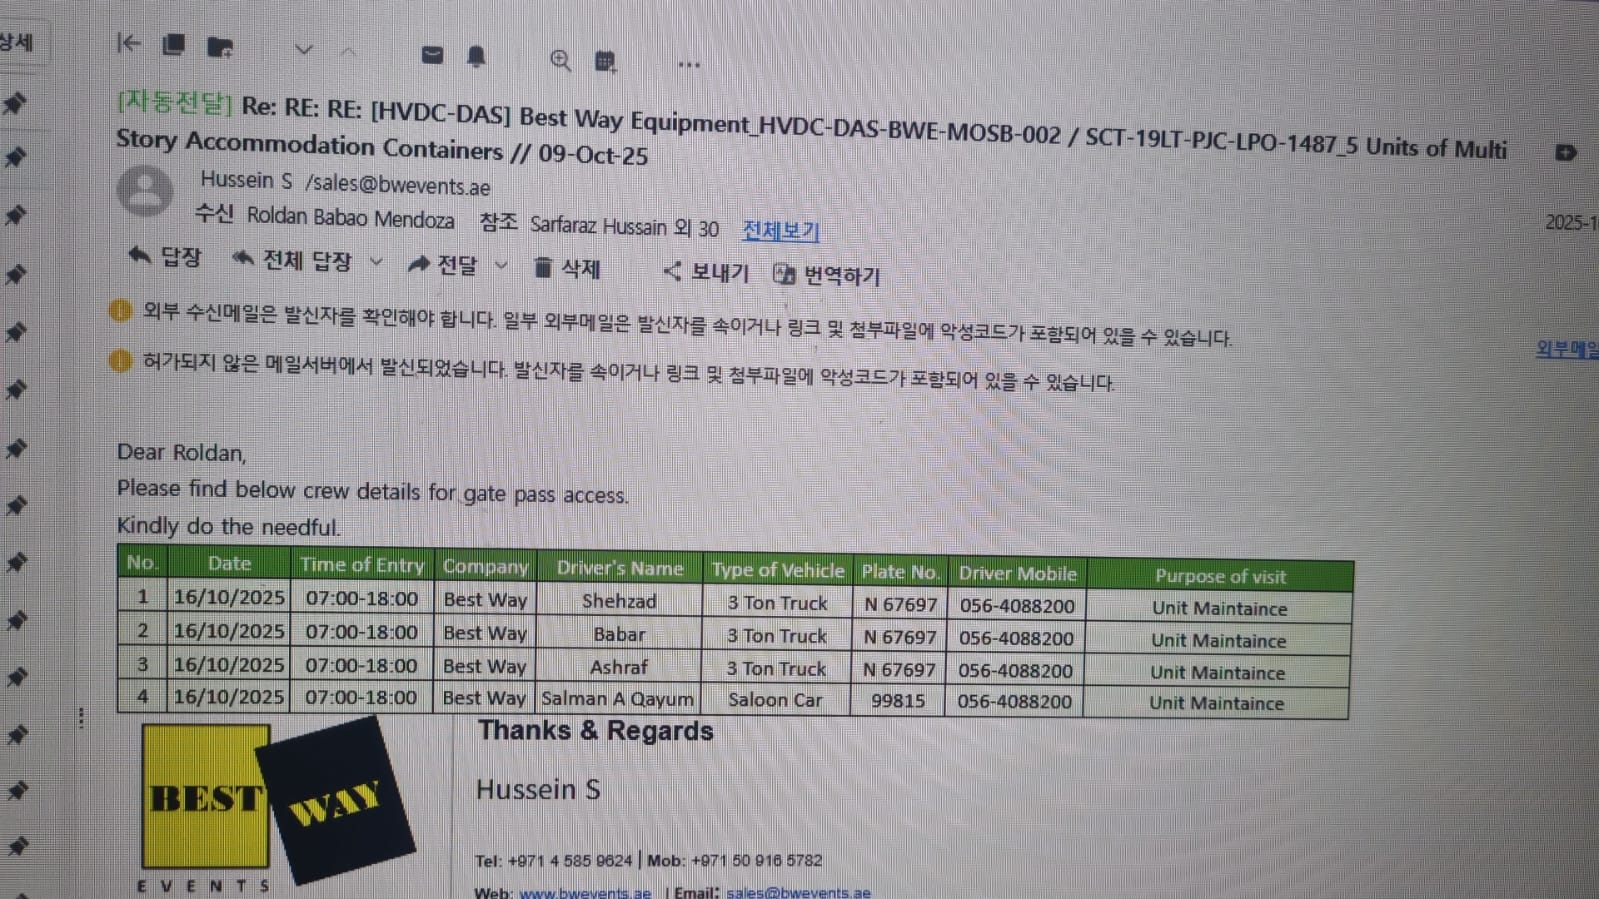 상세
[자동전달] Re: RE: RE: [HVDC-DAS] Best Way Equipment_HVDC-DAS-BWE-MOSB-002 / SCT-19LT-PJC-LPO-1487_5 Units of Multi
Story Accommodation Containers // 09-Oct-25
Hussein S /sales@bwevents.ae
수신 Roldan Babao Mendoza 참조 Sarfaraz Hussain 외 30 전체보기
2025-1
답장 전체 답장 전달 삭제 보내기 번역하기
외부 수신메일은 발신자를 확인해야 합니다. 일부 외부메일은 발신자를 속이거나 링크 및 첨부파일에 악성코드가 포함되어 있을 수 있습니다.
외부메일
허가되지 않은 메일서버에서 발신되었습니다. 발신자를 속이거나 링크 및 첨부파일에 악성코드가 포함되어 있을 수 있습니다.
Dear Roldan,
Please find below crew details for gate pass access.
Kindly do the needful.
No. Date Time of Entry Company Driver's Name Type of Vehicle Plate No. Driver Mobile Purpose of visit
1 16/10/2025 07:00-18:00 Best Way Shehzad 3 Ton Truck N 67697 056-4088200 Unit Maintaince
2 16/10/2025 07:00-18:00 Best Way Babar 3 Ton Truck N 67697 056-4088200 Unit Maintaince
3 16/10/2025 07:00-18:00 Best Way Ashraf 3 Ton Truck N 67697 056-4088200 Unit Maintaince
4 16/10/2025 07:00-18:00 Best Way Salman A Qayum Saloon Car 99815 056-4088200 Unit Maintaince
BEST WAY
EVENTS
Thanks & Regards
Hussein S
Tel: +971 4 585 9624 | Mob: +971 50 916 5782
Web: www.bwevents.ae | Email: sales@bwevents.ae